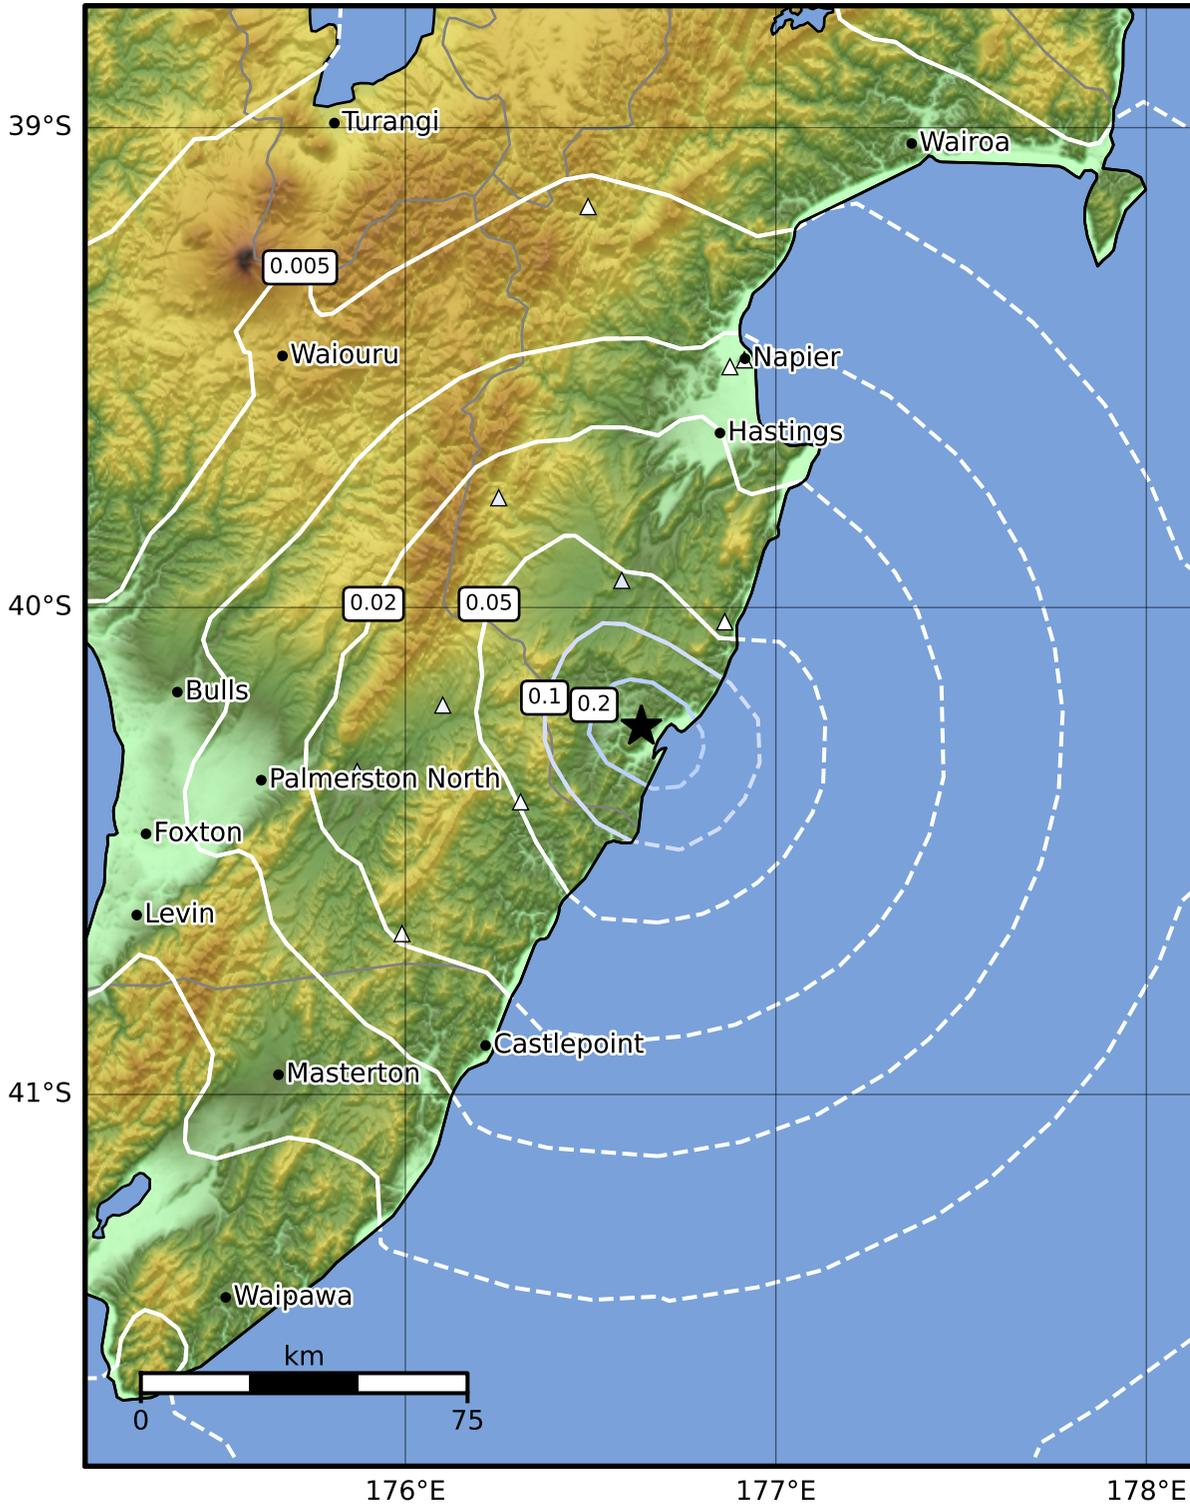 39°S
Turangi
Wairoa
0.005
Waiouru
Napier
Hastings
40°S
0.02
0.05
Bulls
0.1
0.2
Palmerston North
Foxton
Levin
Castlepoint
Masterton
41°S
Waipawa
km
0 75
176°E 177°E 178°E